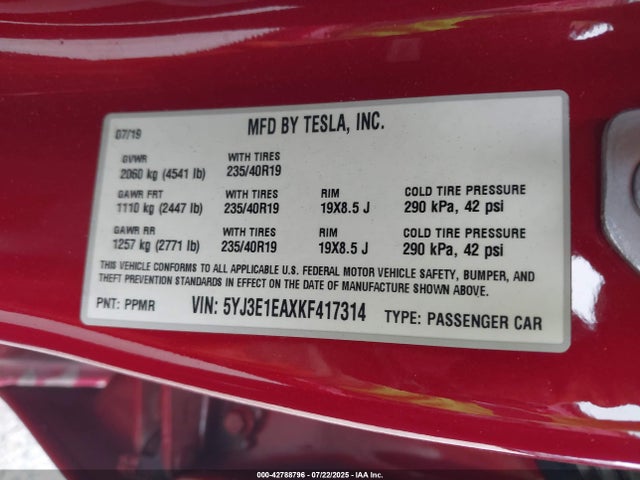 07/19
MFD BY TESLA, INC.
GVWR
2060 kg (4541 lb)
WITH TIRES
235/40R19
GAWR FRT WITH TIRES RIM COLD TIRE PRESSURE
1110 kg (2447 lb) 235/40R19 19X8.5 J 290 kPa, 42 psi
GAWR RR WITH TIRES RIM COLD TIRE PRESSURE
1257 kg (2771 lb) 235/40R19 19X8.5 J 290 kPa, 42 psi
THIS VEHICLE CONFORMS TO ALL APPLICABLE U.S. FEDERAL MOTOR VEHICLE SAFETY, BUMPER, AND
THEFT PREVENTION STANDARDS IN EFFECT ON THE DATE OF MANUFACTURE SHOWN ABOVE.
PNT: PPMR VIN: 5YJ3E1EAXKF417314 TYPE: PASSENGER CAR
000-42788796 07/22/2025 IAA Inc.